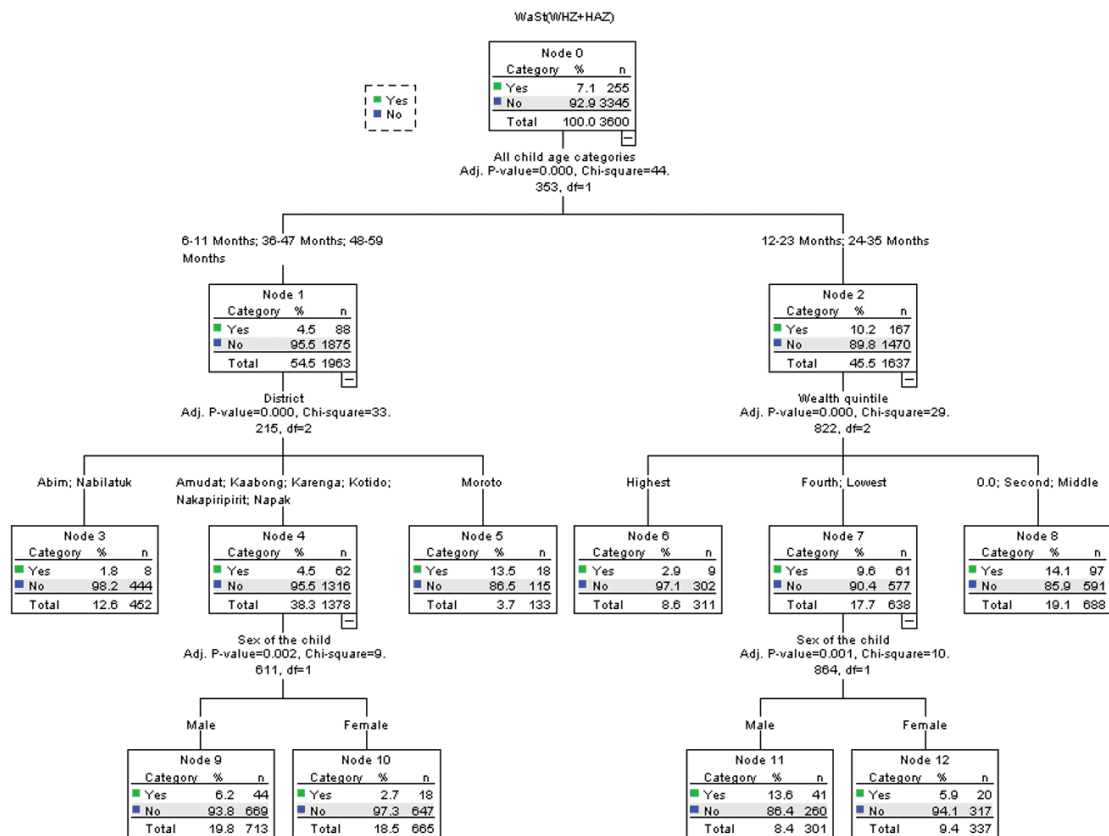 WaSt(WHZ+HAZ)
Yes
No
Node 0
Category % n
Yes 7.1 255
No 92.9 3345
Total 100.0 3600
All child age categories
Adj. P-value=0.000, Chi-square=44.
353, df=1
6-11 Months; 36-47 Months; 48-59
Months
12-23 Months; 24-35 Months
Node 1
Category % n
Yes 4.5 88
No 95.5 1875
Total 54.5 1963
Node 2
Category % n
Yes 10.2 167
No 89.8 1470
Total 45.5 1637
District
Adj. P-value=0.000, Chi-square=33.
215, df=2
Wealth quintile
Adj. P-value=0.000, Chi-square=29.
822, df=2
Abim; Nabilatuk
Amudat; Kaabong; Karenga; Kotido;
Nakapiripirit; Napak
Moroto
Highest
Fourth; Lowest
0.0; Second; Middle
Node 3
Category % n
Yes 1.8 8
No 98.2 444
Total 12.6 452
Node 4
Category % n
Yes 4.5 62
No 95.5 1316
Total 38.3 1378
Node 5
Category % n
Yes 13.5 18
No 86.5 115
Total 3.7 133
Node 6
Category % n
Yes 2.9 9
No 97.1 302
Total 8.6 311
Node 7
Category % n
Yes 9.6 61
No 90.4 577
Total 17.7 638
Node 8
Category % n
Yes 14.1 97
No 85.9 591
Total 19.1 688
Sex of the child
Adj. P-value=0.002, Chi-square=9.
611, df=1
Sex of the child
Adj. P-value=0.001, Chi-square=10.
864, df=1
Male
Female
Male
Female
Node 9
Category % n
Yes 6.2 44
No 93.8 669
Total 19.8 713
Node 10
Category % n
Yes 2.7 18
No 97.3 647
Total 18.5 665
Node 11
Category % n
Yes 13.6 41
No 86.4 260
Total 8.4 301
Node 12
Category % n
Yes 5.9 20
No 94.1 317
Total 9.4 337